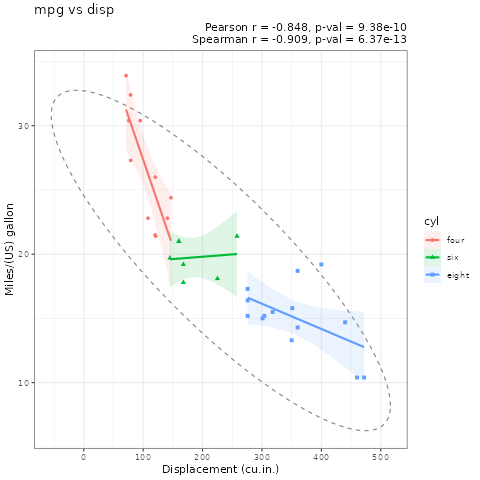 mpg vs disp
Pearson r = -0.848, p-val = 9.38e-10
Spearman r = -0.909, p-val = 6.37e-13
Miles/(US) gallon
30
20
10
0
100
200
300
400
500
Displacement (cu.in.)
cyl
four
six
eight